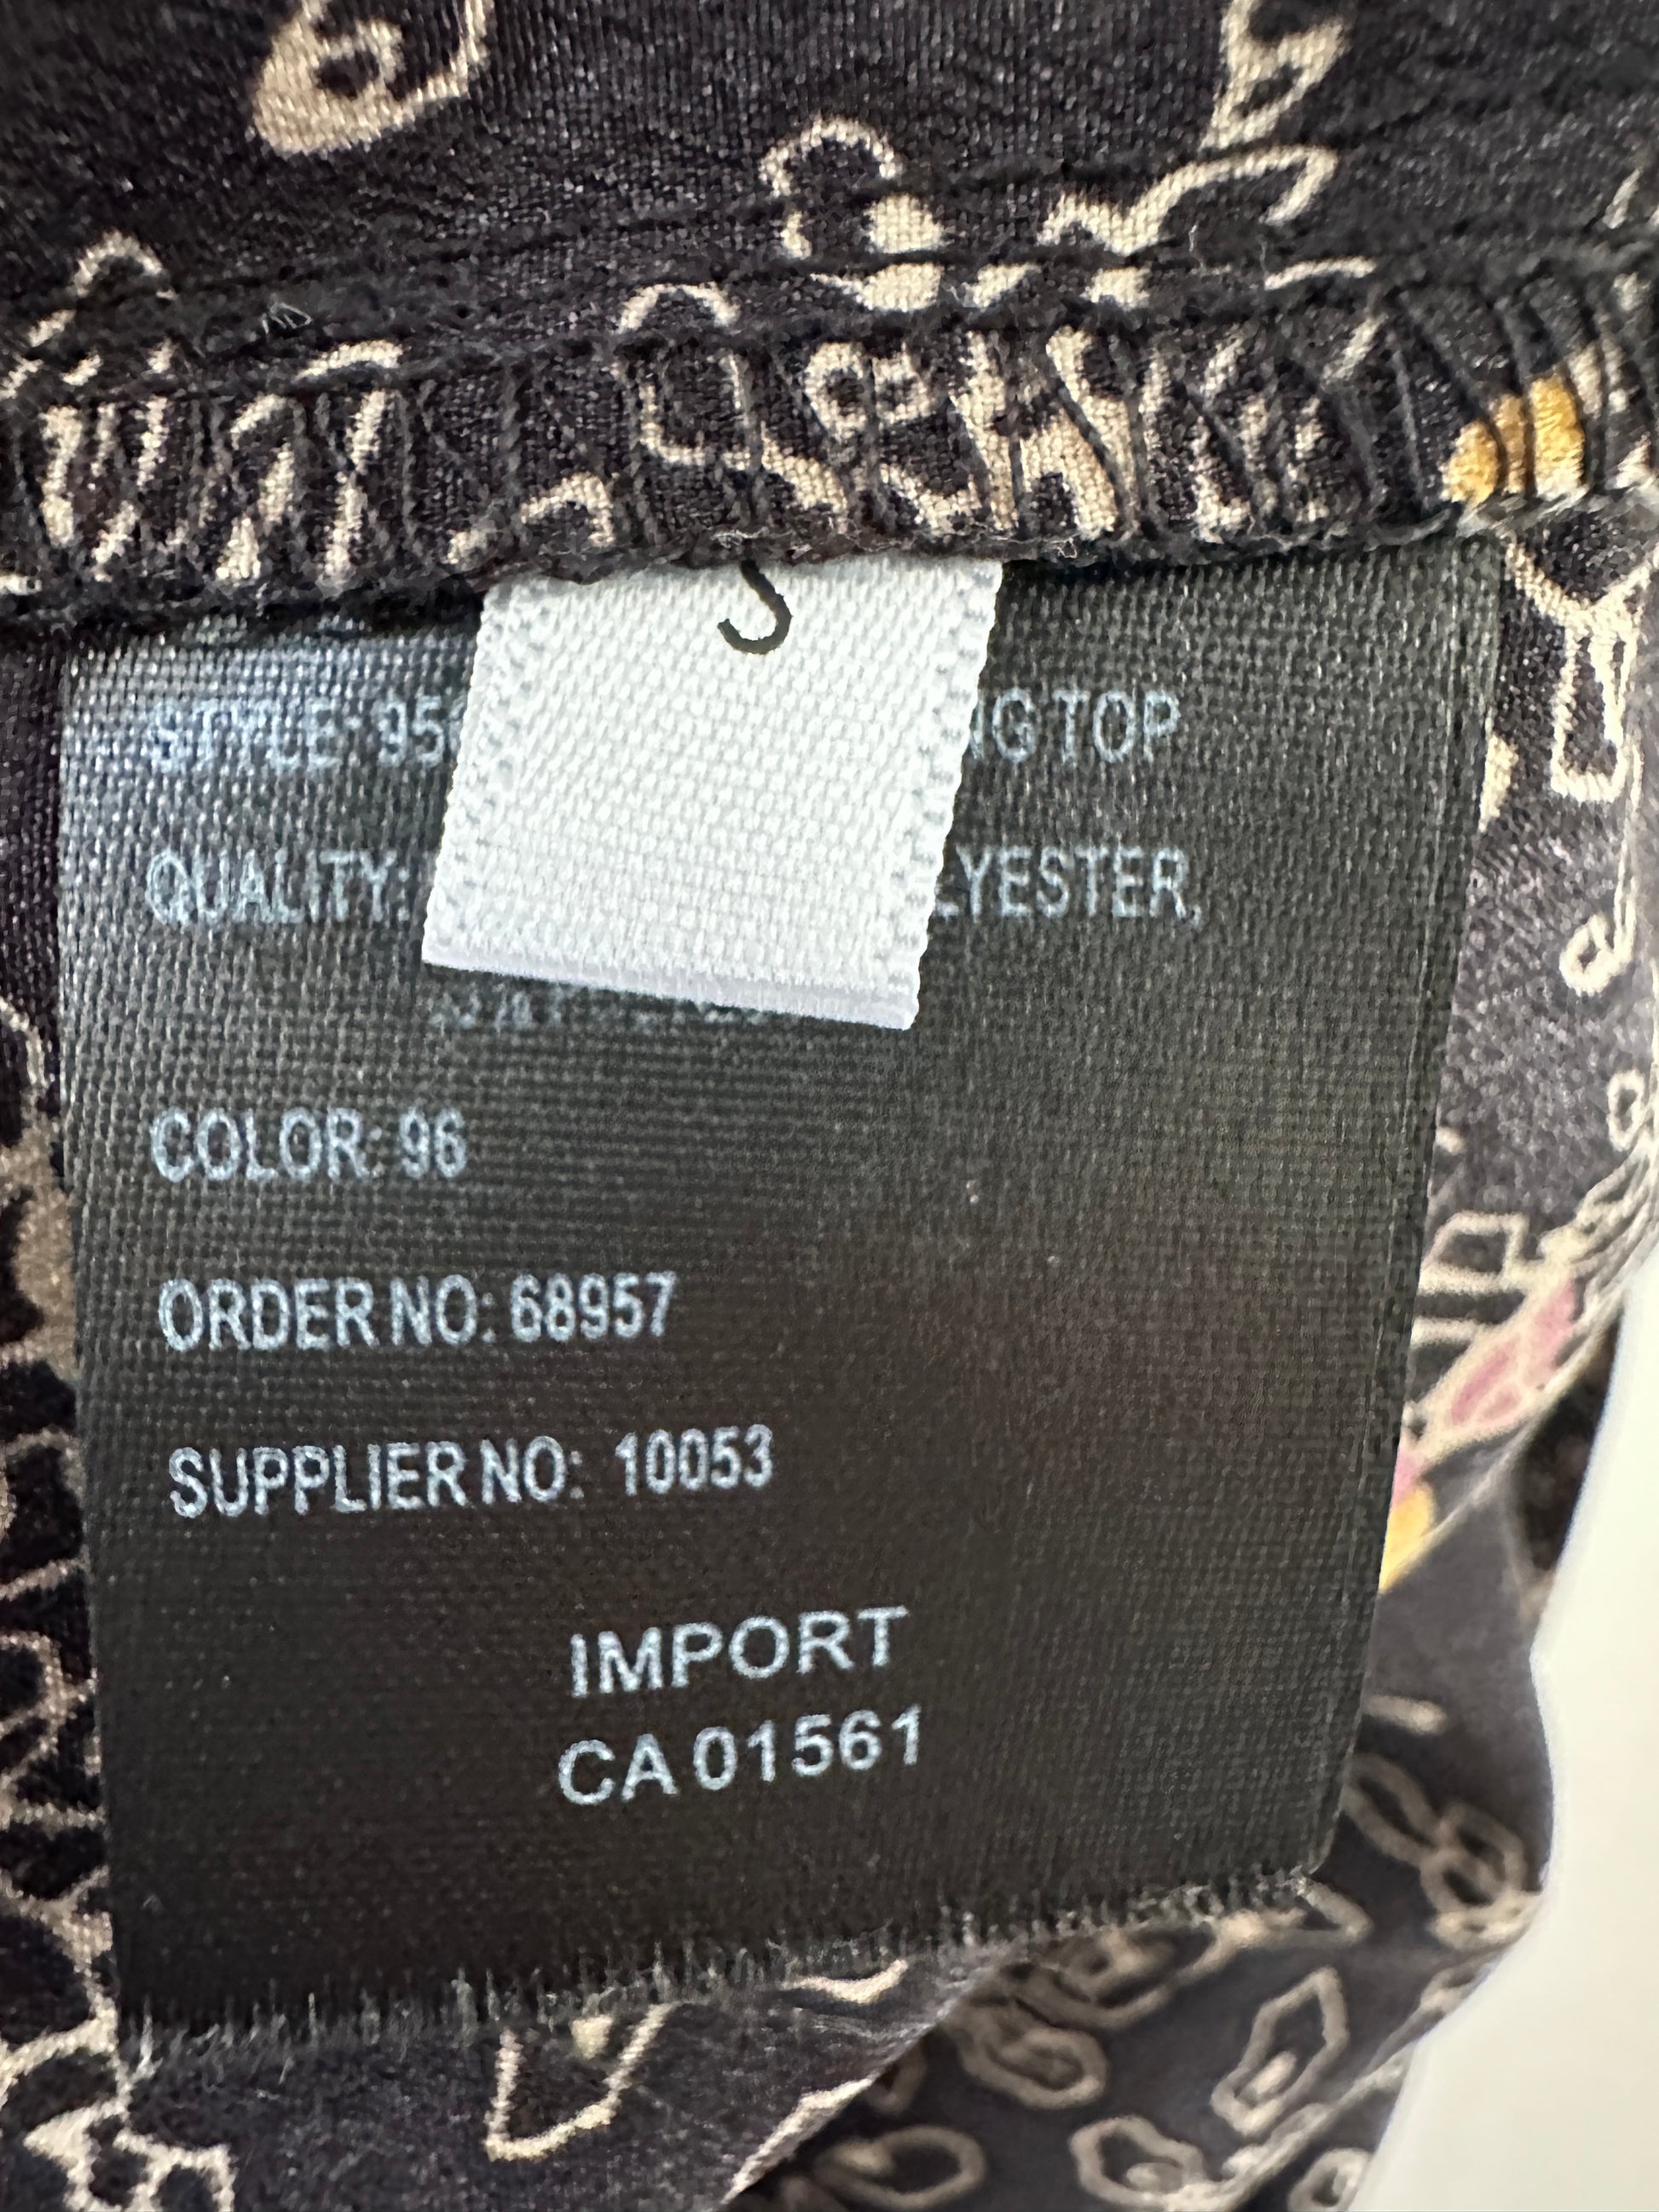 STYLE: 95 NG TOP
QUALITY: LYESTER,
COLOR: 96
ORDER NO: 68957
SUPPLIER NO: 10053
IMPORT
CA 01561